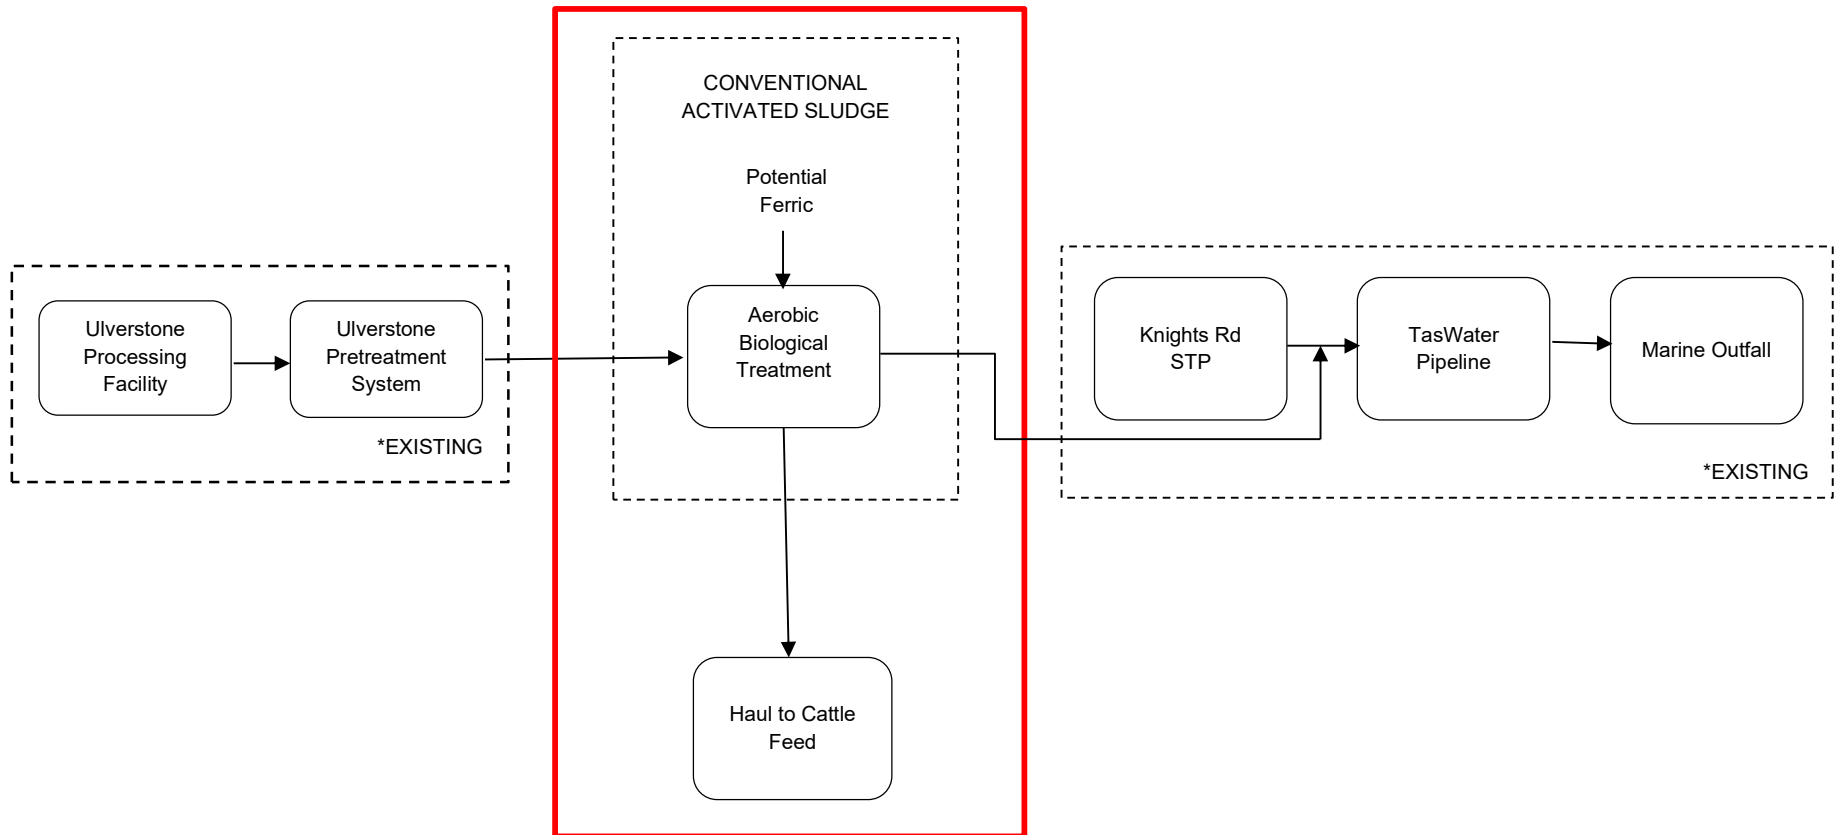 CONVENTIONAL
ACTIVATED SLUDGE
Potential
Ferric
Ulverstone
Processing
Facility
Ulverstone
Pretreatment
System
*EXISTING
Aerobic
Biological
Treatment
Haul to Cattle
Feed
Knights Rd
STP
TasWater
Pipeline
Marine Outfall
*EXISTING